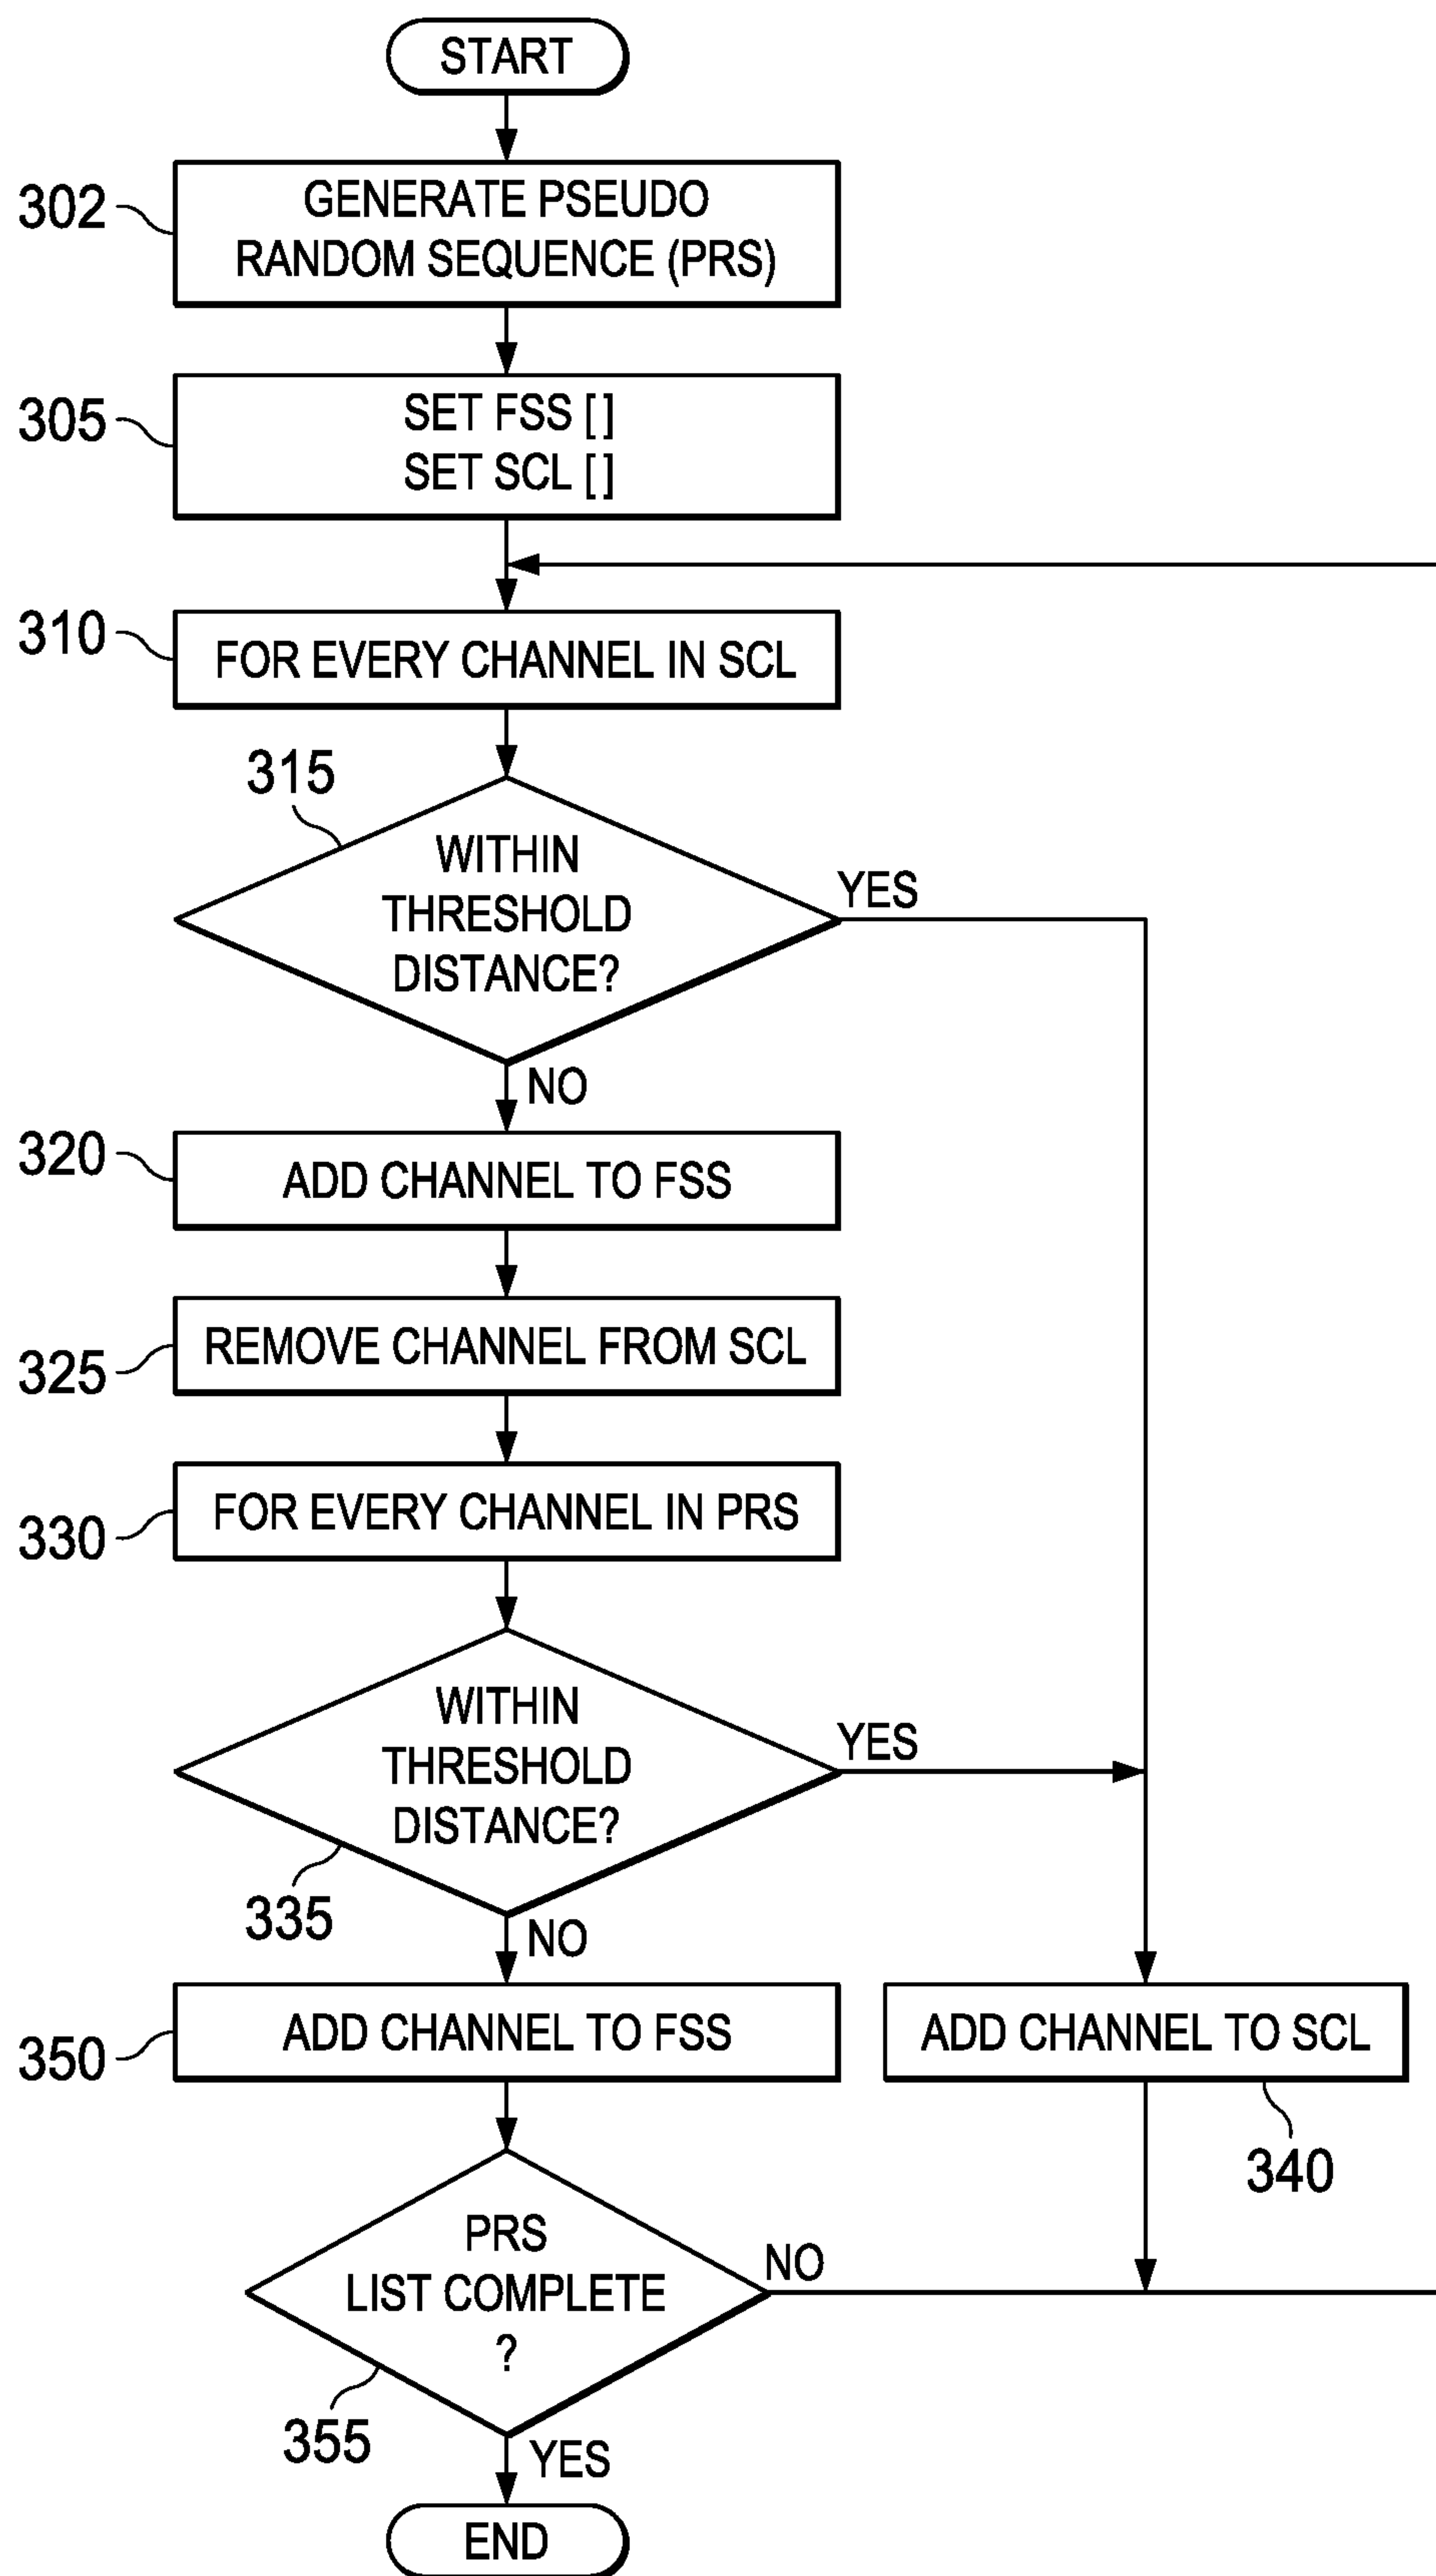 START
302
GENERATE PSEUDO
RANDOM SEQUENCE (PRS)
305
SET FSS [ ]
SET SCL [ ]
310
FOR EVERY CHANNEL IN SCL
315
WITHIN
THRESHOLD
DISTANCE?
YES
NO
320
ADD CHANNEL TO FSS
325
REMOVE CHANNEL FROM SCL
330
FOR EVERY CHANNEL IN PRS
WITHIN
THRESHOLD
DISTANCE?
YES
335
NO
350
ADD CHANNEL TO FSS
ADD CHANNEL TO SCL
340
PRS
LIST COMPLETE
?
NO
355
YES
END